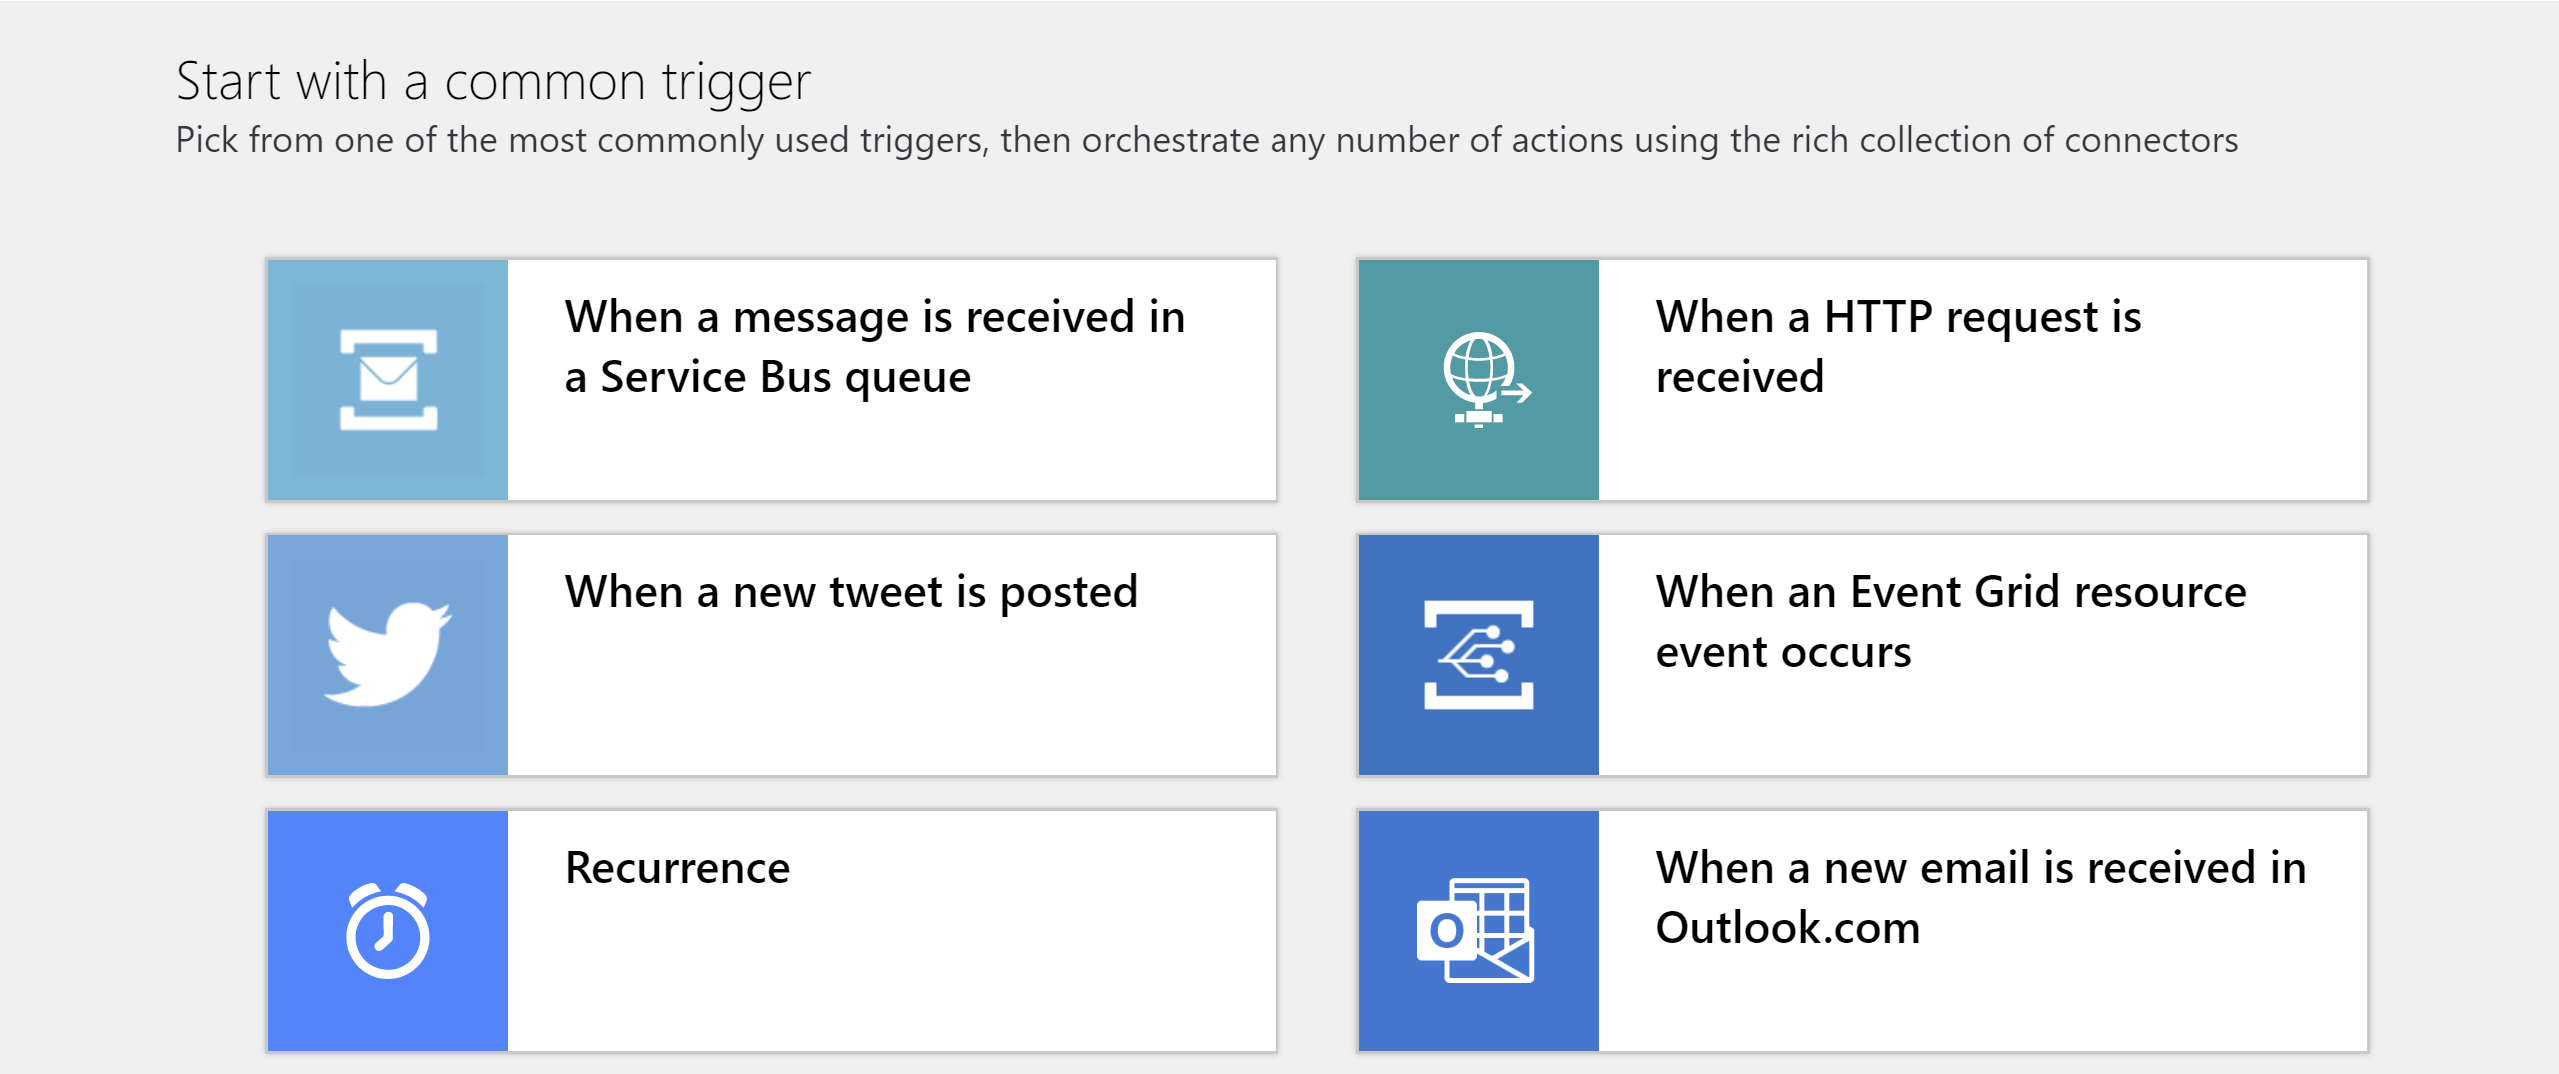 Start with a common trigger
Pick from one of the most commonly used triggers, then orchestrate any number of actions using the rich collection of connectors
When a message is received in
a Service Bus queue
When a HTTP request is
received
When a new tweet is posted
When an Event Grid resource
event occurs
Recurrence
When a new email is received in
Outlook.com